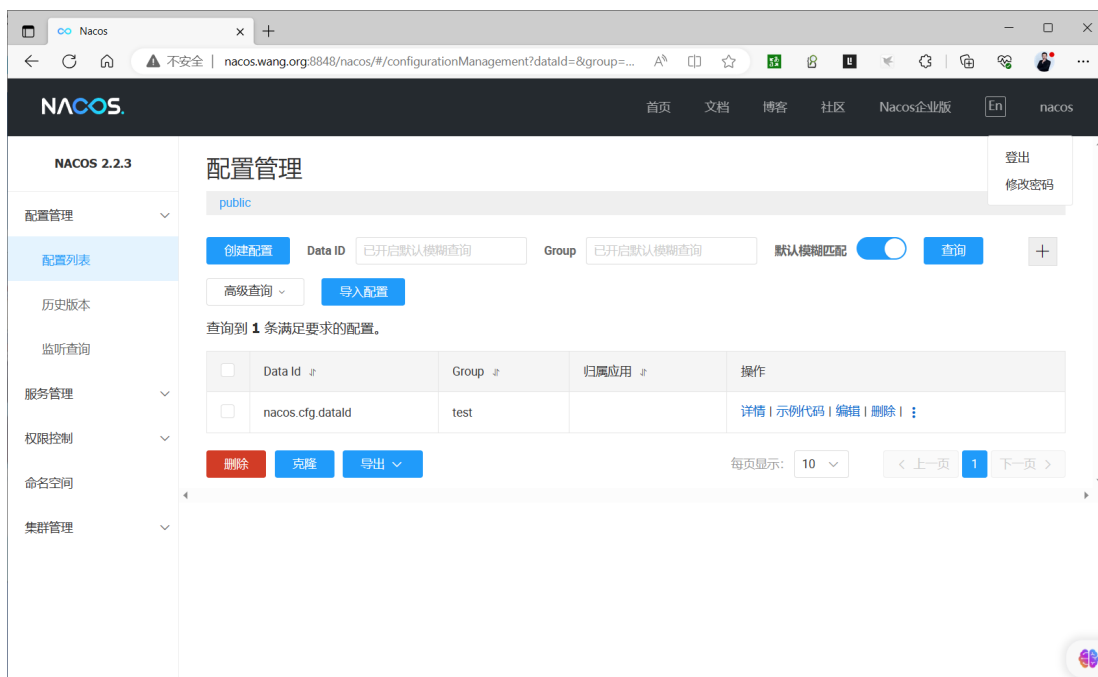 Nacos
不安全 | nacos.wang.org:8848/nacos/#/configurationManagement?dataId=&group=...
NACOS.
首页 文档 博客 社区 Nacos企业版 En nacos
登出
修改密码
NACOS 2.2.3
配置管理
配置列表
历史版本
监听查询
服务管理
权限控制
命名空间
集群管理
配置管理
public
创建配置 Data ID 已开启默认模糊查询 Group 已开启默认模糊查询 默认模糊匹配 查询
高级查询 导入配置
查询到 1 条满足要求的配置。
Data Id Group 归属应用 操作
nacos.cfg.dataId test 详情 | 示例代码 | 编辑 | 删除 |
删除 克隆 导出 每页显示: 10 上一页 1 下一页